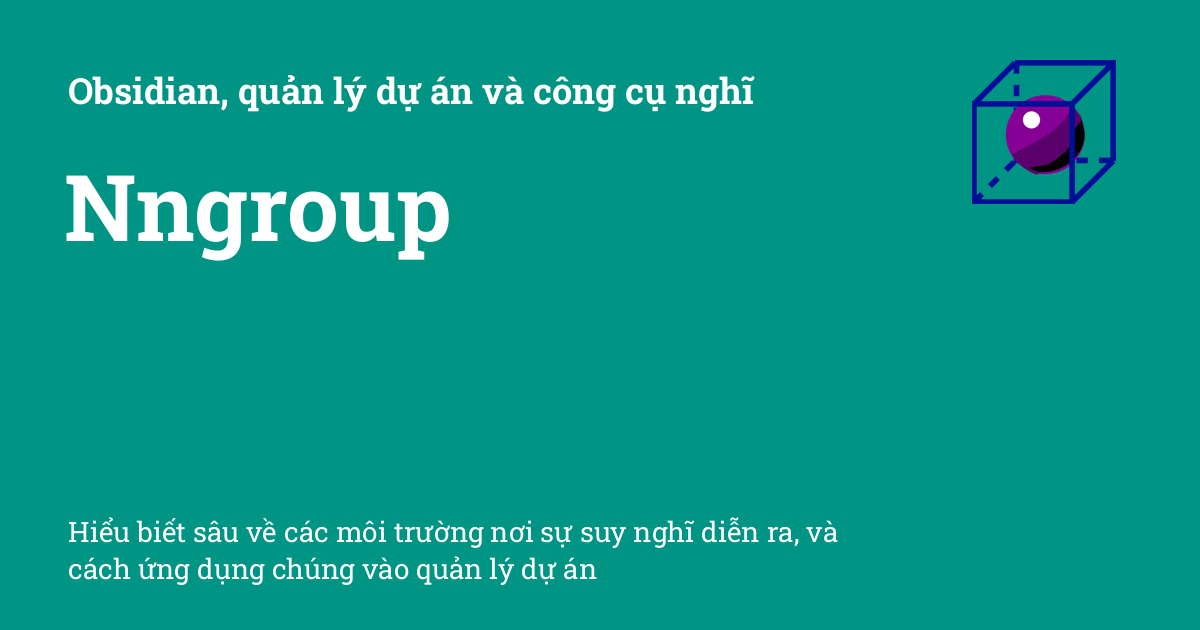 Obsidian, quản lý dự án và công cụ nghĩ
Nngroup
Hiểu biết sâu về các môi trường nơi sự suy nghĩ diễn ra, và
cách ứng dụng chúng vào quản lý dự án